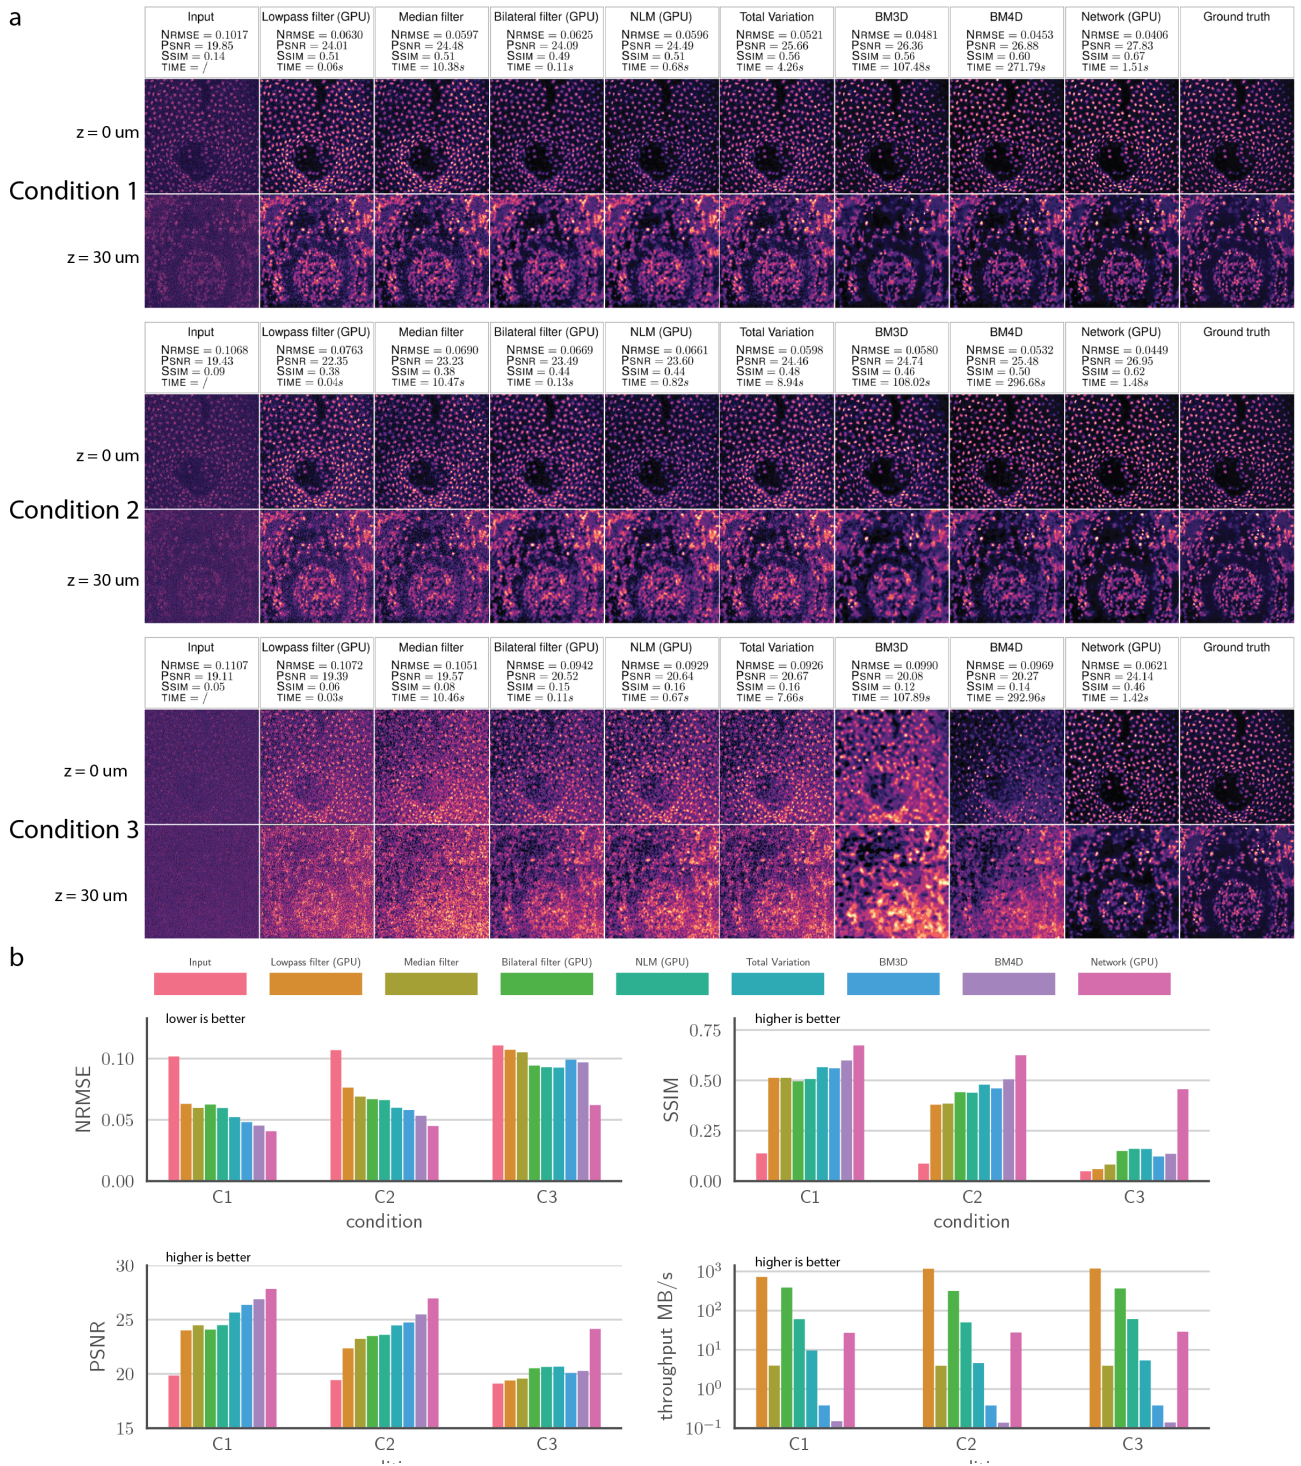 a
Input
NRMSE = 0.1017
PSNR = 19.85
SSIM = 0.14
TIME = /
Lowpass filter (GPU)
NRMSE = 0.0630
PSNR = 24.01
SSIM = 0.51
TIME = 0.06s
Median filter
NRMSE = 0.0597
PSNR = 24.48
SSIM = 0.51
TIME = 10.38s
Bilateral filter (GPU)
NRMSE = 0.0625
PSNR = 24.09
SSIM = 0.49
TIME = 0.11s
NLM (GPU)
NRMSE = 0.0596
PSNR = 24.49
SSIM = 0.51
TIME = 0.68s
Total Variation
NRMSE = 0.0521
PSNR = 25.66
SSIM = 0.56
TIME = 4.26s
BM3D
NRMSE = 0.0481
PSNR = 26.36
SSIM = 0.56
TIME = 107.48s
BM4D
NRMSE = 0.0453
PSNR = 26.88
SSIM = 0.60
TIME = 271.79s
Network (GPU)
NRMSE = 0.0406
PSNR = 27.83
SSIM = 0.67
TIME = 1.51s
Ground truth
z = 0 um
Condition 1
z = 30 um
Input
NRMSE = 0.1068
PSNR = 19.43
SSIM = 0.09
TIME = /
Lowpass filter (GPU)
NRMSE = 0.0763
PSNR = 22.35
SSIM = 0.38
TIME = 0.04s
Median filter
NRMSE = 0.0690
PSNR = 23.23
SSIM = 0.38
TIME = 10.47s
Bilateral filter (GPU)
NRMSE = 0.0669
PSNR = 23.49
SSIM = 0.44
TIME = 0.13s
NLM (GPU)
NRMSE = 0.0661
PSNR = 23.60
SSIM = 0.44
TIME = 0.82s
Total Variation
NRMSE = 0.0598
PSNR = 24.46
SSIM = 0.48
TIME = 8.94s
BM3D
NRMSE = 0.0580
PSNR = 24.74
SSIM = 0.46
TIME = 108.02s
BM4D
NRMSE = 0.0532
PSNR = 25.48
SSIM = 0.50
TIME = 296.68s
Network (GPU)
NRMSE = 0.0449
PSNR = 26.95
SSIM = 0.62
TIME = 1.48s
Ground truth
z = 0 um
Condition 2
z = 30 um
Input
NRMSE = 0.1107
PSNR = 19.11
SSIM = 0.05
TIME = /
Lowpass filter (GPU)
NRMSE = 0.1072
PSNR = 19.39
SSIM = 0.06
TIME = 0.03s
Median filter
NRMSE = 0.1051
PSNR = 19.57
SSIM = 0.08
TIME = 10.46s
Bilateral filter (GPU)
NRMSE = 0.0942
PSNR = 20.52
SSIM = 0.15
TIME = 0.11s
NLM (GPU)
NRMSE = 0.0929
PSNR = 20.64
SSIM = 0.16
TIME = 0.67s
Total Variation
NRMSE = 0.0926
PSNR = 20.67
SSIM = 0.16
TIME = 7.66s
BM3D
NRMSE = 0.0990
PSNR = 20.08
SSIM = 0.12
TIME = 107.89s
BM4D
NRMSE = 0.0969
PSNR = 20.27
SSIM = 0.14
TIME = 292.96s
Network (GPU)
NRMSE = 0.0621
PSNR = 24.14
SSIM = 0.46
TIME = 1.42s
Ground truth
z = 0 um
Condition 3
z = 30 um
b
Input
Lowpass filter (GPU)
Median filter
Bilateral filter (GPU)
NLM (GPU)
Total Variation
BM3D
BM4D
Network (GPU)
lower is better
NRMSE
0.10
0.05
0.00
C1
C2
C3
condition
higher is better
SSIM
0.75
0.50
0.25
0.00
C1
C2
C3
condition
higher is better
PSNR
30
25
20
15
C1
C2
C3
higher is better
throughput MB/s
10³
10²
10¹
10⁰
10⁻¹
C1
C2
C3